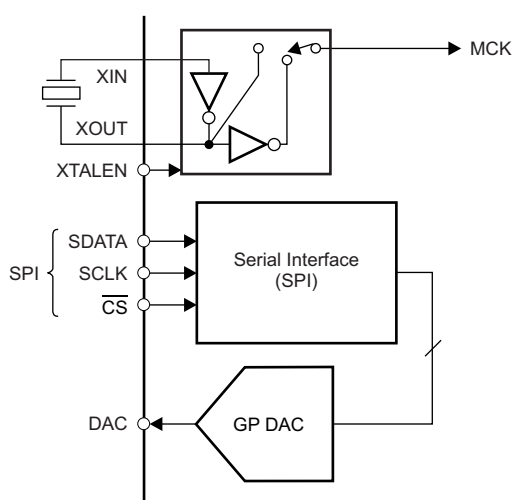 XIN
MCK
XOUT
XTALEN
SPI
SDATA
SCLK
CS
Serial Interface
(SPI)
DAC
GP DAC